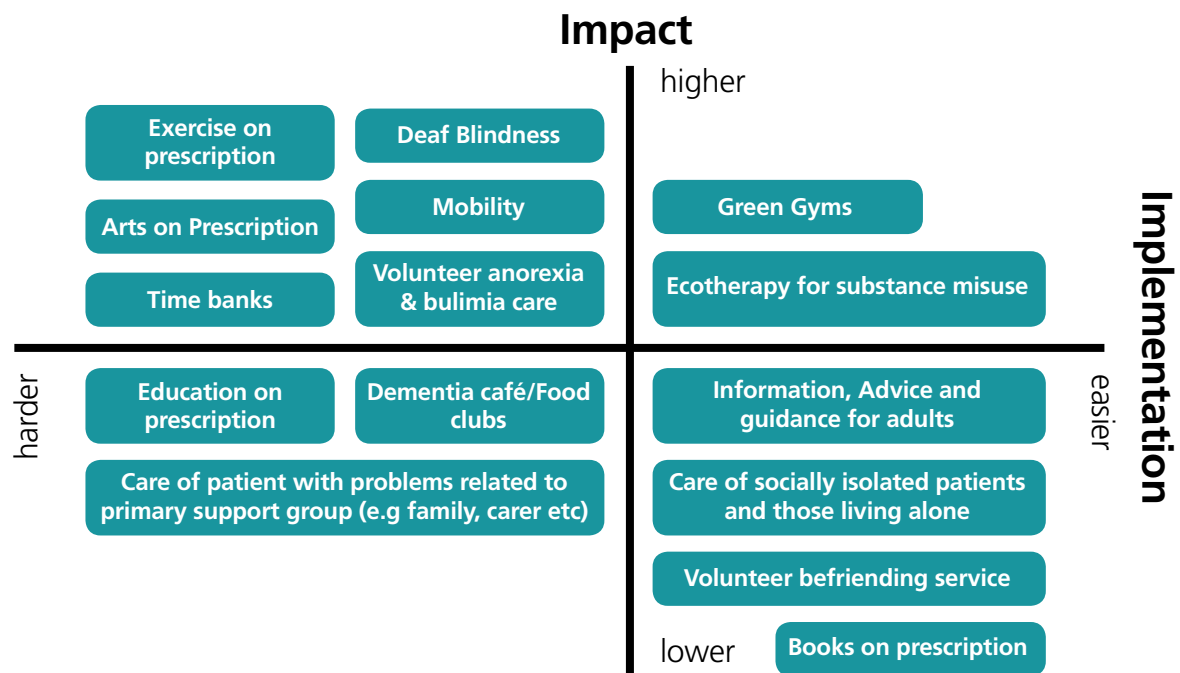 Impact
higher
Exercise on
prescription
Deaf Blindness
Arts on Prescription
Mobility
Green Gyms
Time banks
Volunteer anorexia
& bulimia care
Ecotherapy for substance misuse
Implementation
harder
easier
Education on
prescription
Dementia café/Food
clubs
Information, Advice and
guidance for adults
Care of patient with problems related to
primary support group (e.g family, carer etc)
Care of socially isolated patients
and those living alone
Volunteer befriending service
lower
Books on prescription